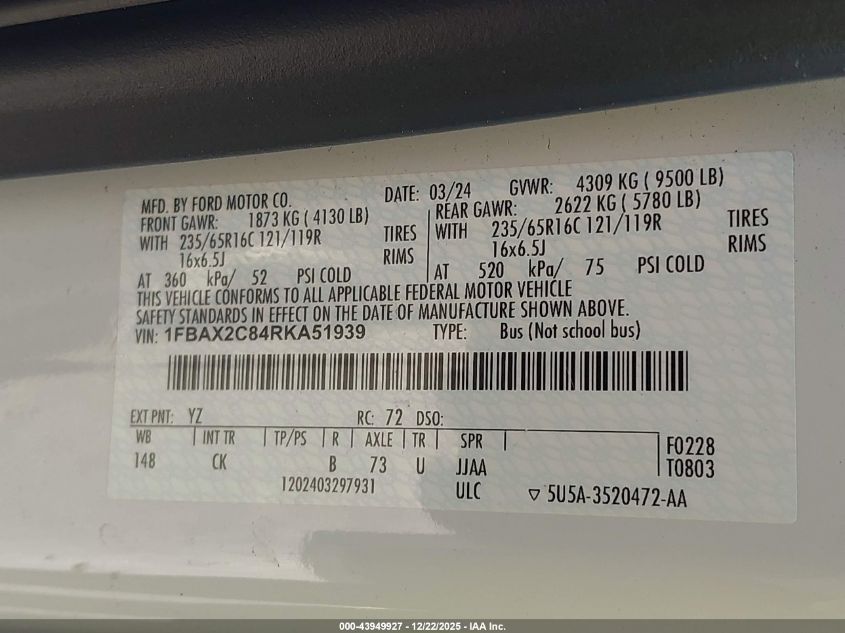 MFD. BY FORD MOTOR CO. DATE: 03/24 GVWR: 4309 KG ( 9500 LB)
FRONT GAWR: 1873 KG ( 4130 LB) REAR GAWR: 2622 KG ( 5780 LB)
WITH 235/65R16C 121/119R TIRES WITH 235/65R16C 121/119R TIRES
16x6.5J RIMS 16x6.5J RIMS
AT 360 kPa/ 52 PSI COLD AT 520 kPa/ 75 PSI COLD
THIS VEHICLE CONFORMS TO ALL APPLICABLE FEDERAL MOTOR VEHICLE
SAFETY STANDARDS IN EFFECT ON THE DATE OF MANUFACTURE SHOWN ABOVE.
VIN: 1FBAX2C84RKA51939 TYPE: Bus (Not school bus)
EXT PNT: YZ RC: 72 DSO:
WB INT TR TP/PS R AXLE TR SPR F0228
148 CK B 73 U JJAA T0803
1202403297931 ULC ▽ 5U5A-3520472-AA
000-43949927 - 12/22/2025 - IAA Inc.